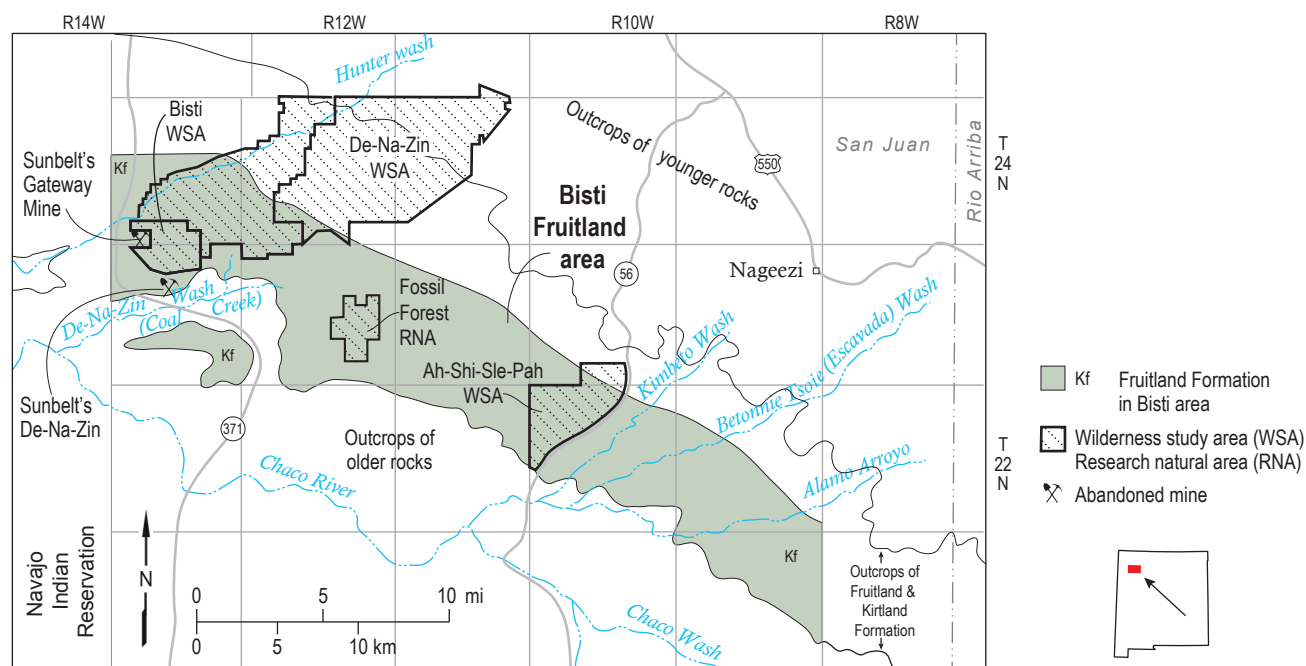 R14W
R12W
R10W
R8W
Hunter wash
Bisti
WSA
De-Na-Zin
WSA
Outcrops of
younger rocks
550
San Juan
Rio Arriba
T
24
N
Kf
Sunbelt's
Gateway
Mine
Bisti
Fruitland
area
56
Nageezi
De-Na-Zin Wash
(Coal Creek)
Fossil
Forest
RNA
Kimbeto Wash
Betonnie Tsoie (Escavada) Wash
Kf
Ah-Shi-Sle-Pah
WSA
Sunbelt's
De-Na-Zin
371
Outcrops of
older rocks
Chaco River
Alamo Arroyo
T
22
N
Kf Fruitland Formation
in Bisti area
Wilderness study area (WSA)
Research natural area (RNA)
Abandoned mine
Navajo
Indian
Reservation
N
0 5 10 mi
0 5 10 km
Kf
Outcrops of
Fruitland &
Kirtland
Formation
Chaco Wash